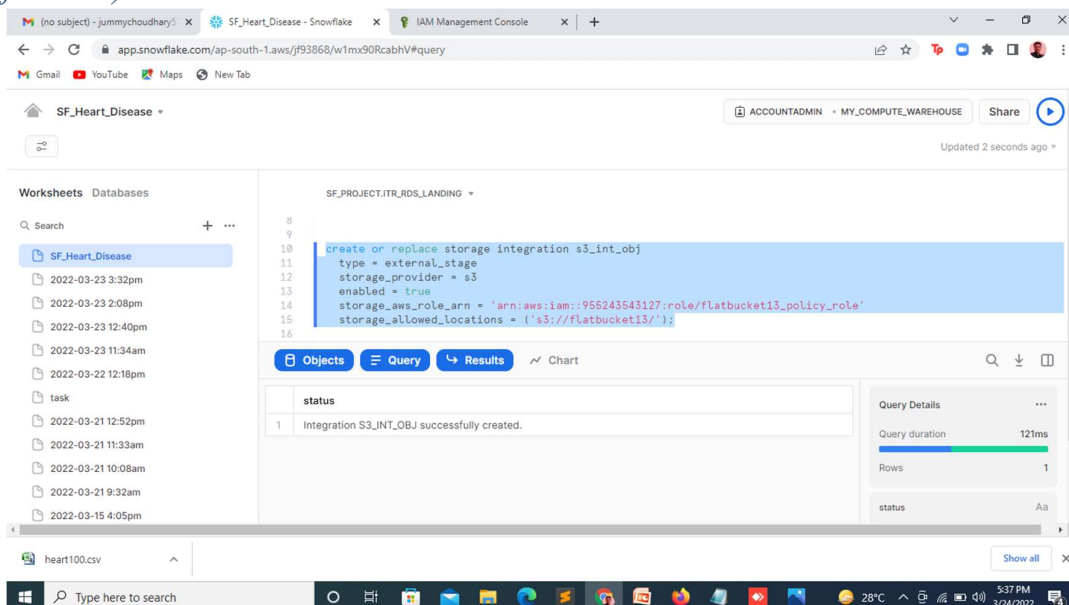 (no subject) - jummychoudhary5
SF_Heart_Disease - Snowflake
IAM Management Console
app.snowflake.com/ap-south-1.aws/jf93868/w1mx90RcabhV#query
Tp
Gmail YouTube Maps New Tab
SF_Heart_Disease
ACCOUNTADMIN • MY_COMPUTE_WAREHOUSE Share
Updated 2 seconds ago
Worksheets Databases
SF_PROJECT.ITR_RDS_LANDING
Search
SF_Heart_Disease
2022-03-23 3:32pm
2022-03-23 2:08pm
2022-03-23 12:40pm
2022-03-23 11:34am
2022-03-22 12:18pm
task
2022-03-21 12:52pm
2022-03-21 11:33am
2022-03-21 10:08am
2022-03-21 9:32am
2022-03-15 4:05pm
8
9
10 create or replace storage integration s3_int_obj
11 type = external_stage
12 storage_provider = s3
13 enabled = true
14 storage_aws_role_arn = 'arn:aws:iam::955243543127:role/flatbucket13_policy_role'
15 storage_allowed_locations = ('s3://flatbucket13/');
16
Objects Query Results Chart
status
1 Integration S3_INT_OBJ successfully created.
Query Details
Query duration 121ms
Rows 1
status Aa
heart100.csv
Show all
Type here to search
28°C
5:37 PM
3/24/2022